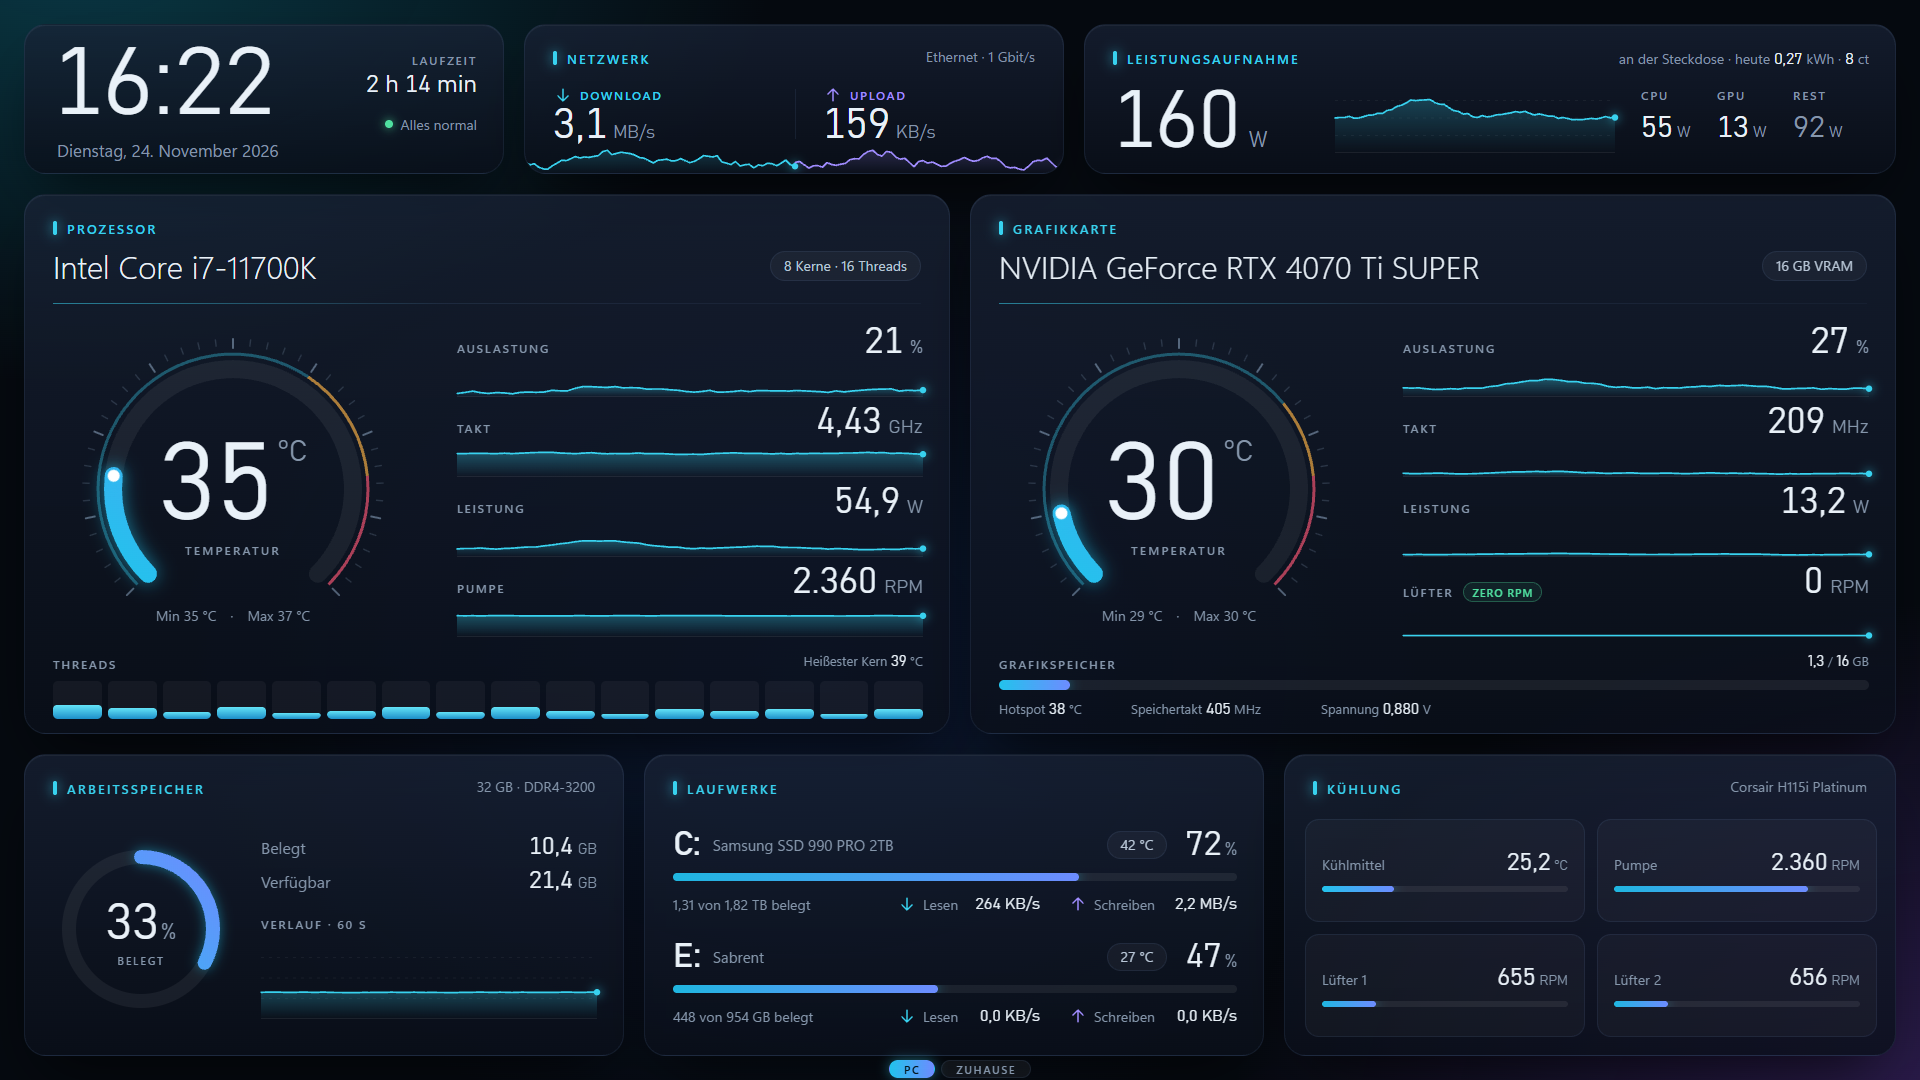 16:22
LAUFZEIT
2 h 14 min
Alles normal
Dienstag, 24. November 2026
NETZWERK
Ethernet · 1 Gbit/s
DOWNLOAD
3,1 MB/s
UPLOAD
159 KB/s
LEISTUNGSAUFNAHME
an der Steckdose · heute 0,27 kWh · 8 ct
160 W
CPU
55 W
GPU
13 W
REST
92 W
PROZESSOR
Intel Core i7-11700K
8 Kerne · 16 Threads
35 °C
TEMPERATUR
Min 35 °C · Max 37 °C
AUSLASTUNG
21 %
TAKT
4,43 GHz
LEISTUNG
54,9 W
PUMPE
2.360 RPM
THREADS
Heißester Kern 39 °C
GRAFIKKARTE
NVIDIA GeForce RTX 4070 Ti SUPER
16 GB VRAM
30 °C
TEMPERATUR
Min 29 °C · Max 30 °C
AUSLASTUNG
27 %
TAKT
209 MHz
LEISTUNG
13,2 W
LÜFTER
ZERO RPM
0 RPM
GRAFIKSPEICHER
1,3 / 16 GB
Hotspot 38 °C
Speichertakt 405 MHz
Spannung 0,880 V
ARBEITSSPEICHER
32 GB · DDR4-3200
33 %
BELEGT
Belegt 10,4 GB
Verfügbar 21,4 GB
VERLAUF · 60 S
LAUFWERKE
C: Samsung SSD 990 PRO 2TB
42 °C
72 %
1,31 von 1,82 TB belegt
Lesen 264 KB/s
Schreiben 2,2 MB/s
E: Sabrent
27 °C
47 %
448 von 954 GB belegt
Lesen 0,0 KB/s
Schreiben 0,0 KB/s
KÜHLUNG
Corsair H115i Platinum
Kühlmittel 25,2 °C
Pumpe 2.360 RPM
Lüfter 1 655 RPM
Lüfter 2 656 RPM
PC
ZUHAUSE